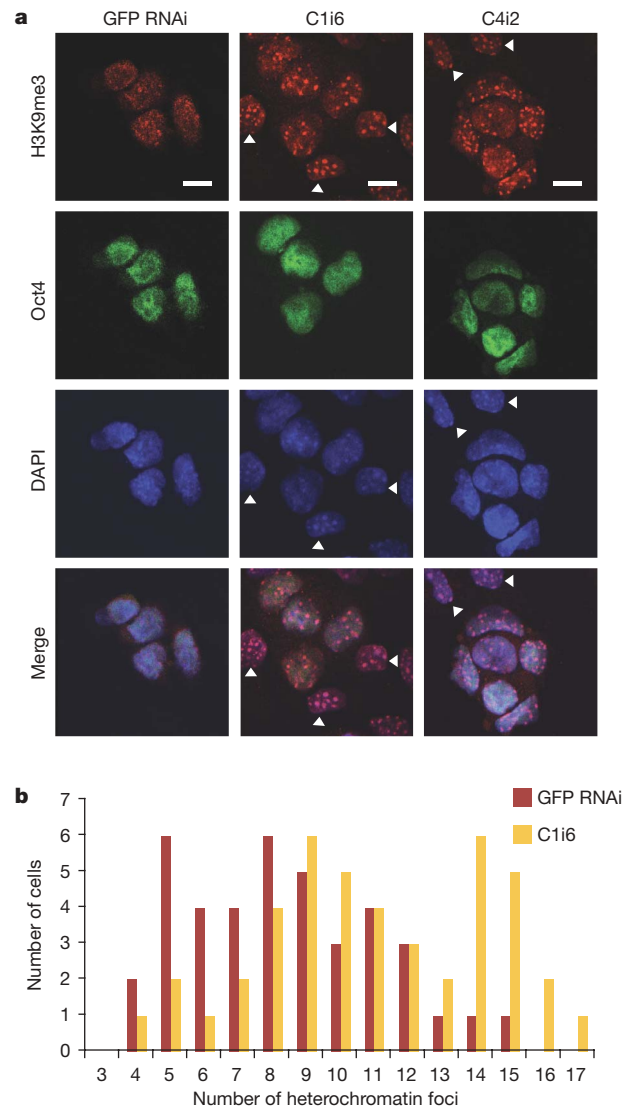 a
GFP RNAi C1i6 C4i2
H3K9me3
Oct4
DAPI
Merge
b
7
6
5
4
3
2
1
0
Number of cells
GFP RNAi
C1i6
3 4 5 6 7 8 9 10 11 12 13 14 15 16 17
Number of heterochromatin foci